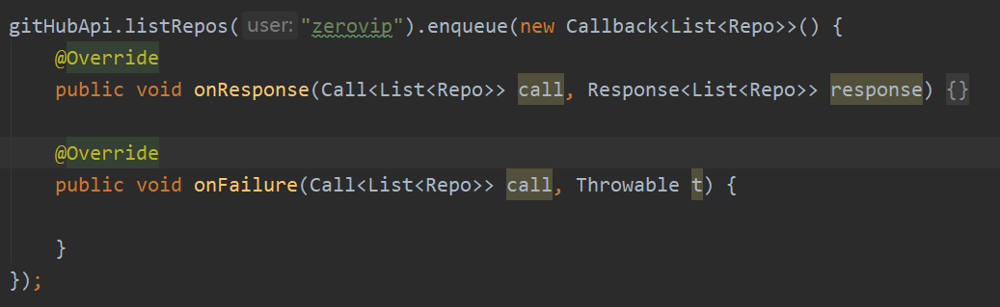 gitHubApi.listRepos( user: "zerovip").enqueue(new Callback<List<Repo>>() {
@Override
public void onResponse(Call<List<Repo>> call, Response<List<Repo>> response) {}
@Override
public void onFailure(Call<List<Repo>> call, Throwable t) {
}
});